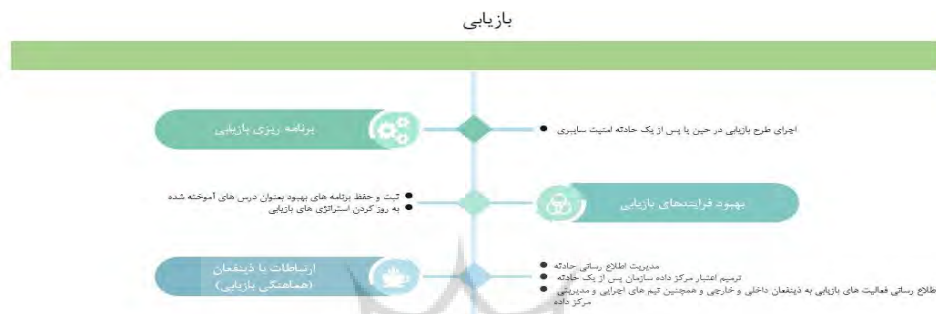 بازیابی
برنامه ریزی بازیابی
● اجرای طرح بازیابی در حین یا پس از یک حادثه امنیت سایبری
بهبود فرایندهای بازیابی
● ثبت و حفظ برنامه های بهبود بعنوان درس های آموخته شده
● به روز کردن استراتژی های بازیابی
ارتباطات با ذینفعان
(هماهنگی بازیابی)
● مدیریت اطلاع رسانی حادثه
● ترمیم اعتبار مرکز داده سازمان پس از یک حادثه
● طلاع رسانی فعالیت های بازیابی به ذینفعان داخلی و خارجی و همچنین تیم های اجرایی و مدیریتی
مرکز داده